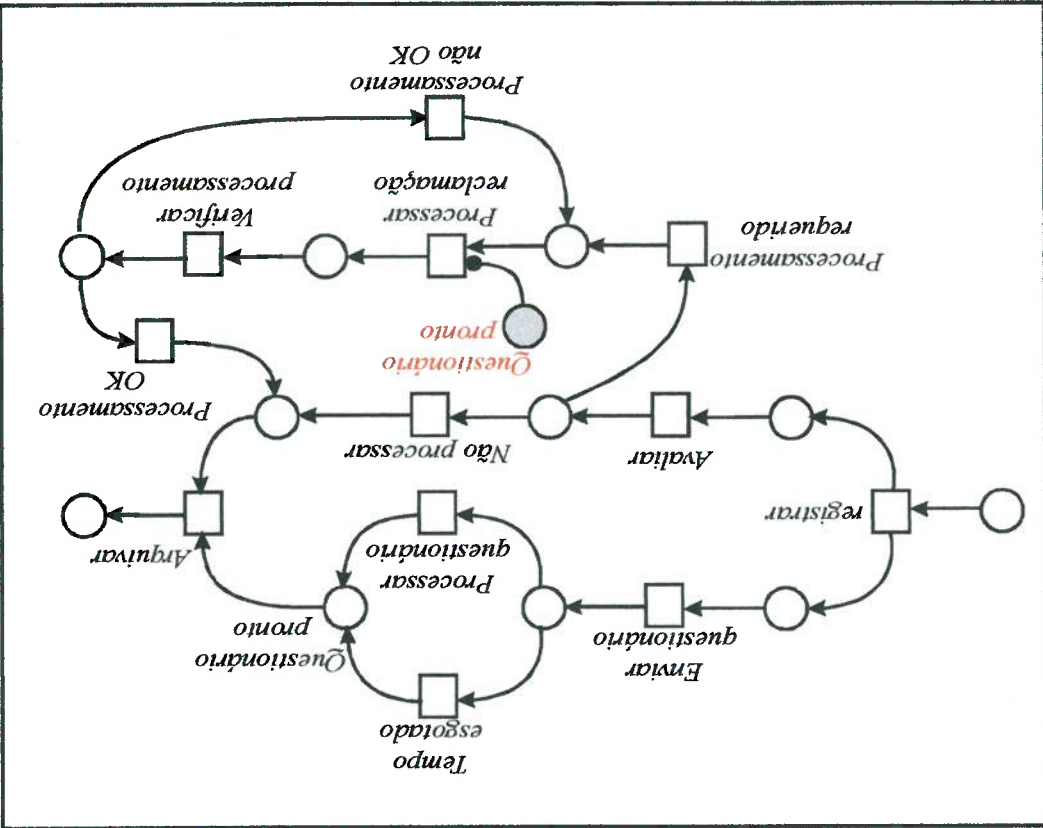 Tempo
esgotado
Enviar
questionário
Questionário
pronto
Processar
questionário
Arquivar
registrar
Avaliar
Não processar
Processamento
OK
Questionário
pronto
Processamento
requerido
Processar
reclamação
Verificar
processamento
Processamento
não OK